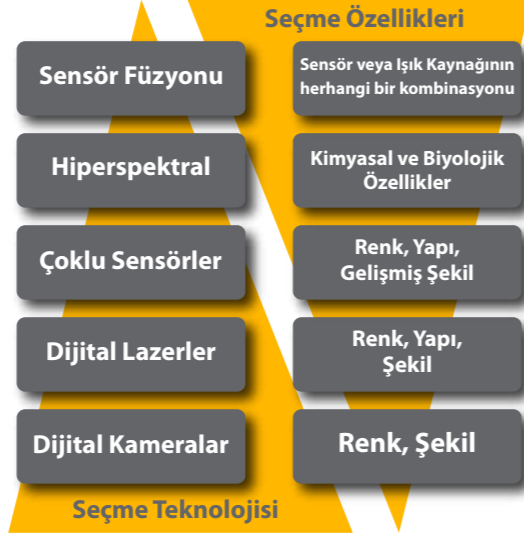 Seçme Özellikleri
Sensör Füzyonu
Sensör veya Işık Kaynağının
herhangi bir kombinasyonu
Hiperspektral
Kimyasal ve Biyolojik
Özellikler
Çoklu Sensörler
Renk, Yapı,
Gelişmiş Şekil
Dijital Lazerler
Renk, Yapı,
Şekil
Dijital Kameralar
Renk, Şekil
Seçme Teknolojisi